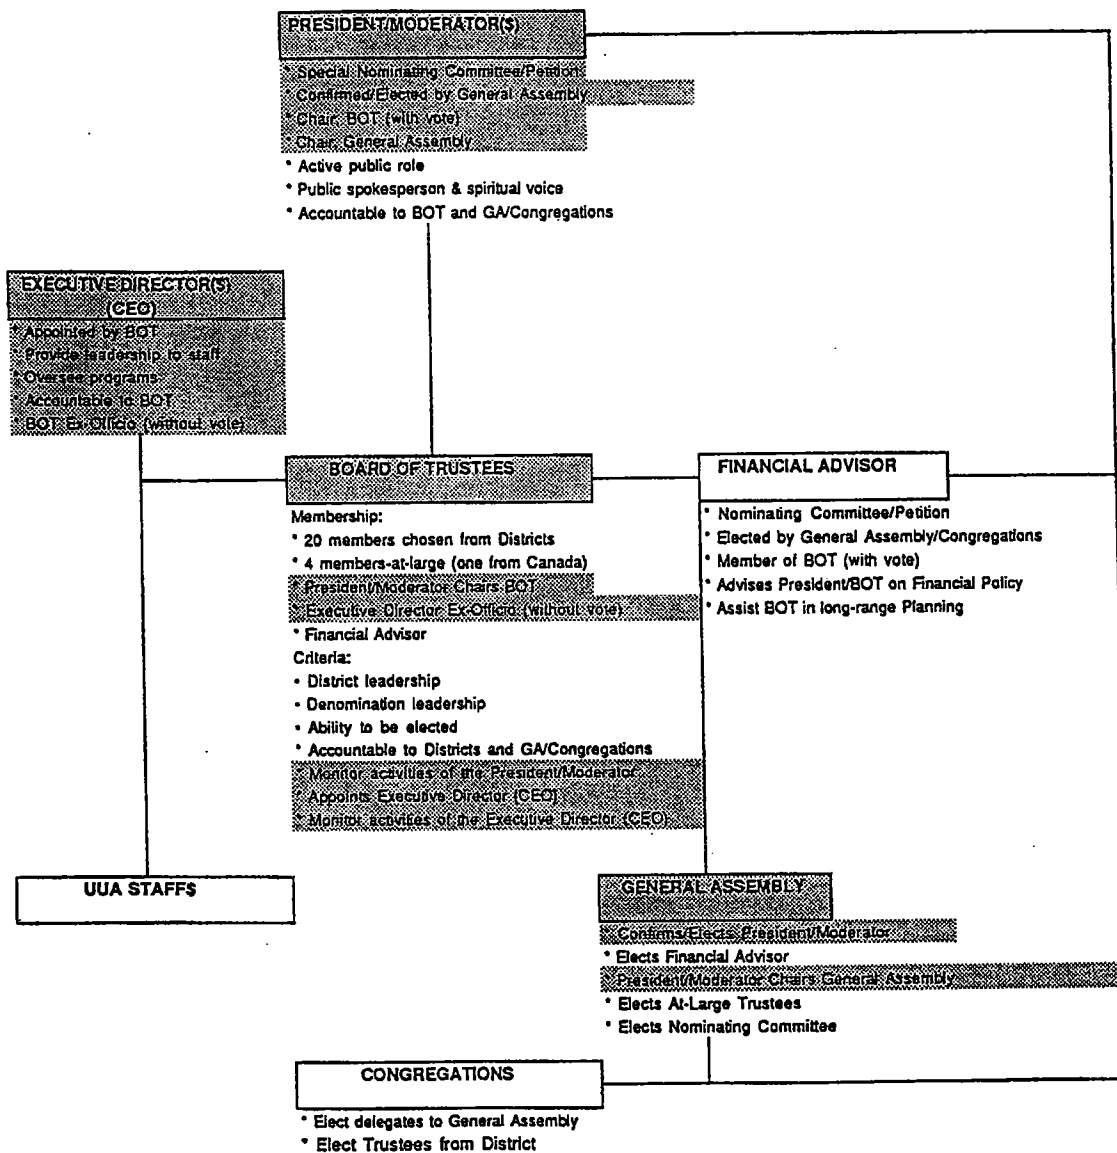 PRESIDENT/MODERATOR($)
* Special Nominating Committee/Petition
* Confirmed/Elected by General Assembly
* Chair, BOT (with vote)
* Chair, General Assembly
* Active public role
* Public spokesperson & spiritual voice
* Accountable to BOT and GA/Congregations
EXECUTIVE DIRECTOR($)
(CEO)
* Appointed by BOT
* Provide leadership to staff
* Oversee programs
* Accountable to BOT
* BOT Ex-Officio (without vote)
BOARD OF TRUSTEES
Membership:
* 20 members chosen from Districts
* 4 members-at-large (one from Canada)
* President/Moderator Chairs BOT
* Executive Director Ex-Officio (without vote)
* Financial Advisor
Criteria:
• District leadership
• Denomination leadership
• Ability to be elected
* Accountable to Districts and GA/Congregations
* Monitor activities of the President/Moderator
* Appoints Executive Director (CEO)
* Monitor activities of the Executive Director (CEO)
FINANCIAL ADVISOR
* Nominating Committee/Petition
* Elected by General Assembly/Congregations
* Member of BOT (with vote)
* Advises President/BOT on Financial Policy
* Assist BOT in long-range Planning
UUA STAFF$
GENERAL ASSEMBLY
* Confirms/Elects President/Moderator
* Elects Financial Advisor
* President/Moderator Chairs General Assembly
* Elects At-Large Trustees
* Elects Nominating Committee
CONGREGATIONS
* Elect delegates to General Assembly
* Elect Trustees from District